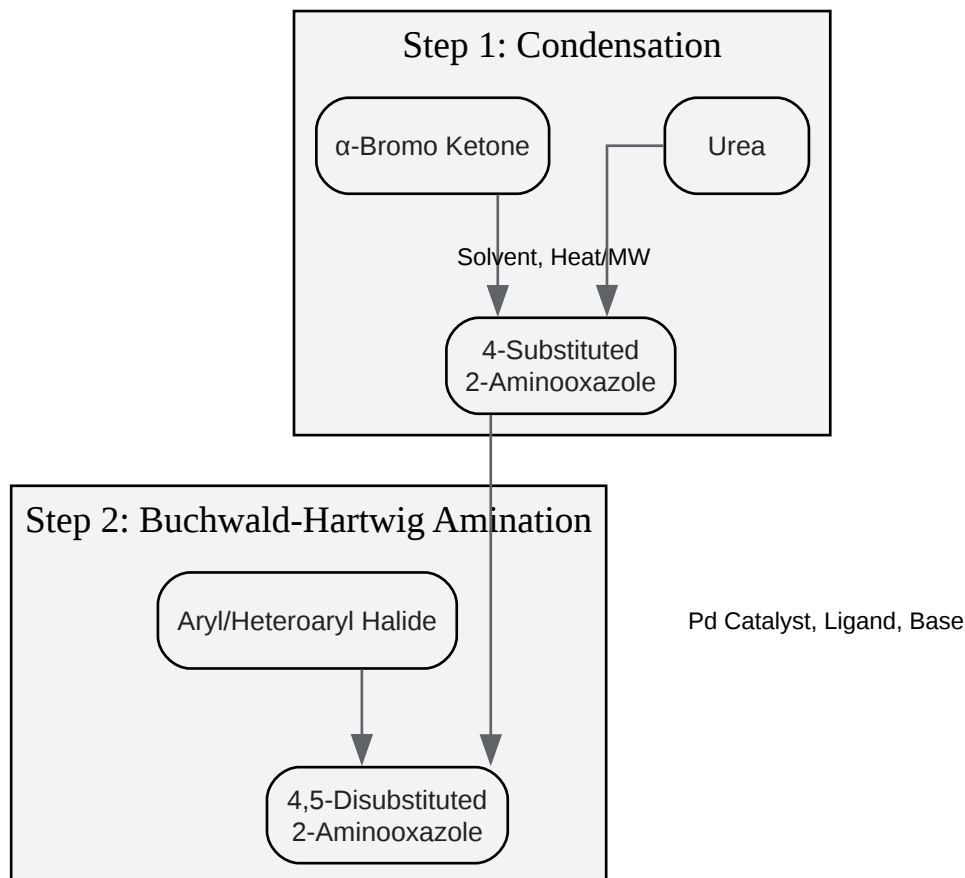 Step 1: Condensation
α-Bromo Ketone
Urea
Solvent, Heat/MW
4-Substituted
2-Aminooxazole
Step 2: Buchwald-Hartwig Amination
Aryl/Heteroaryl Halide
Pd Catalyst, Ligand, Base
4,5-Disubstituted
2-Aminooxazole